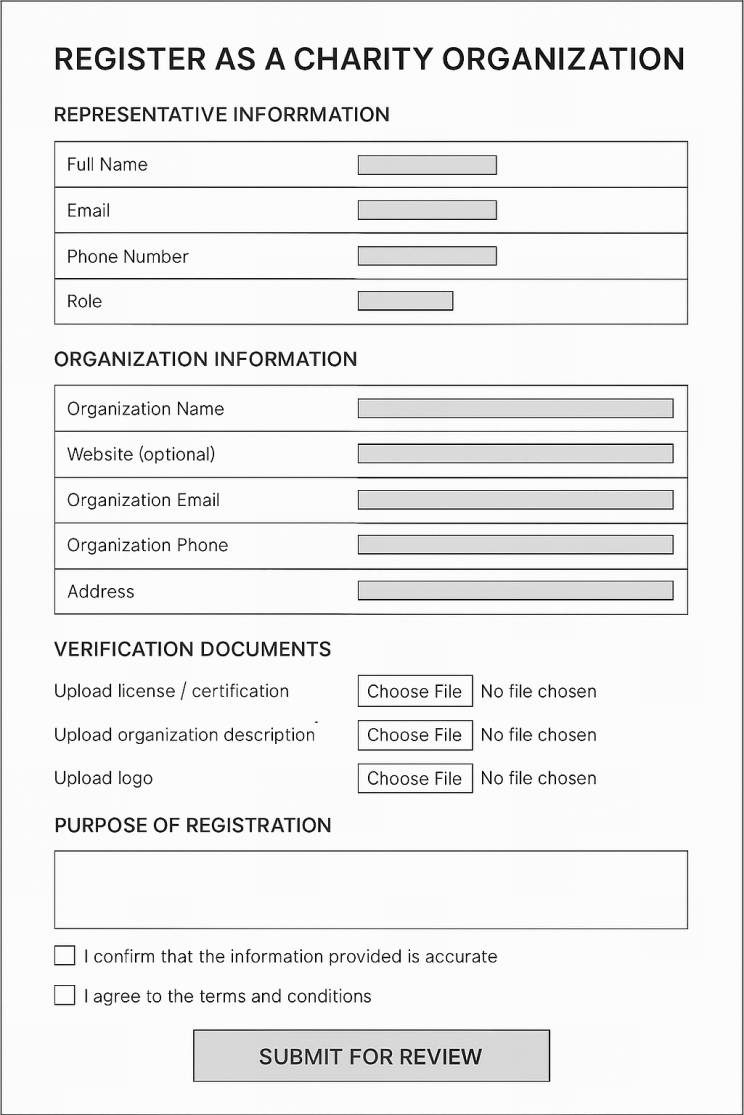 REGISTER AS A CHARITY ORGANIZATION
REPRESENTATIVE INFORRMATION
Full Name
Email
Phone Number
Role
ORGANIZATION INFORMATION
Organization Name
Website (optional)
Organization Email
Organization Phone
Address
VERIFICATION DOCUMENTS
Upload license / certification Choose File No file chosen
Upload organization description Choose File No file chosen
Upload logo Choose File No file chosen
PURPOSE OF REGISTRATION
I confirm that the information provided is accurate
I agree to the terms and conditions
SUBMIT FOR REVIEW